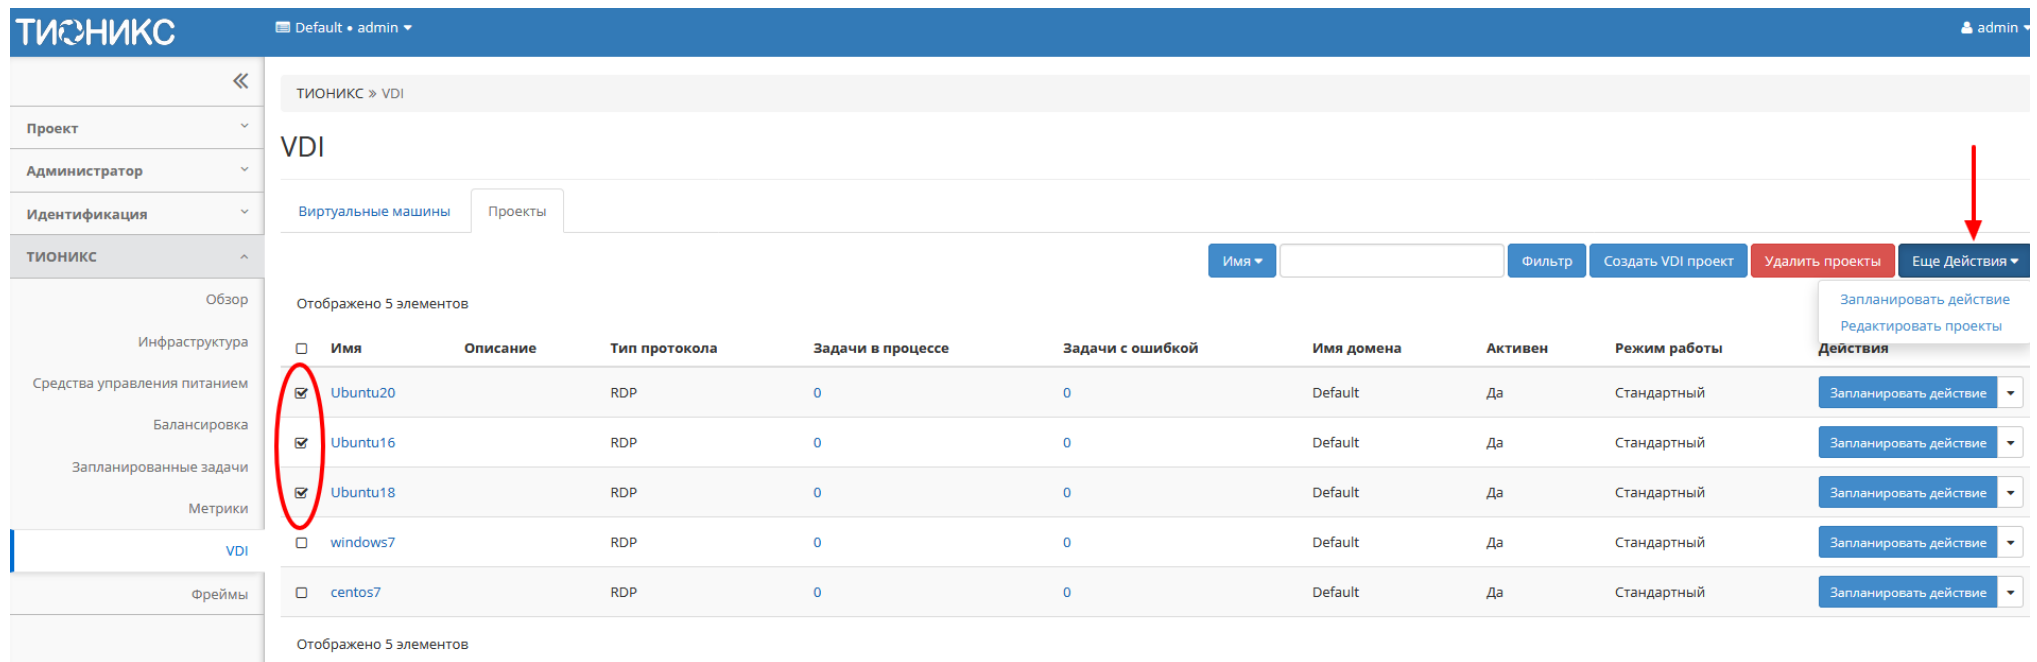 ТИОНИКС
Default • admin
admin
ТИОНИКС » VDI
Проект
Администратор
Идентификация
ТИОНИКС
Обзор
Инфраструктура
Средства управления питанием
Балансировка
Запланированные задачи
Метрики
VDI
Фреймы
VDI
Виртуальные машины Проекты
Имя Фильтр Создать VDI проект Удалить проекты Еще Действия
Запланировать действие
Редактировать проекты
Отображено 5 элементов
Имя Описание Тип протокола Задачи в процессе Задачи с ошибкой Имя домена Активен Режим работы Действия
Ubuntu20 RDP 0 0 Default Да Стандартный Запланировать действие
Ubuntu16 RDP 0 0 Default Да Стандартный Запланировать действие
Ubuntu18 RDP 0 0 Default Да Стандартный Запланировать действие
windows7 RDP 0 0 Default Да Стандартный Запланировать действие
centos7 RDP 0 0 Default Да Стандартный Запланировать действие
Отображено 5 элементов